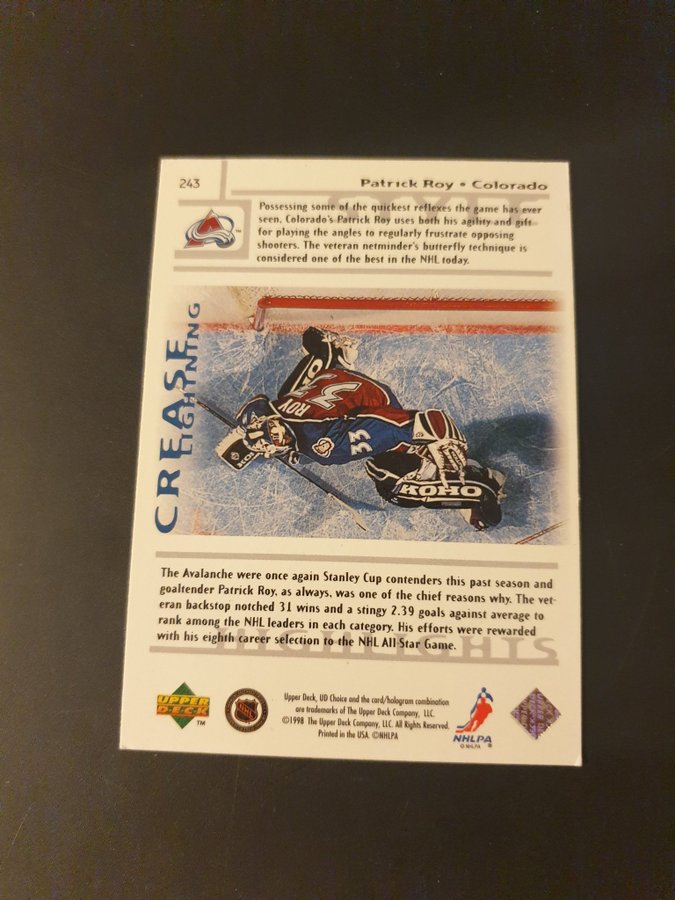 243
Patrick Roy • Colorado
Possessing some of the quickest reflexes the game has ever
seen, Colorado's Patrick Roy uses both his agility and gift
for playing the angles to regularly frustrate opposing
shooters. The veteran netminder's butterfly technique is
considered one of the best in the NHL today.
CREASE
LIGHTNING
ROY
33
33
KOHO
The Avalanche were once again Stanley Cup contenders this past season and
goaltender Patrick Roy, as always, was one of the chief reasons why. The vet-
eran backstop notched 31 wins and a stingy 2.39 goals against average to
rank among the NHL leaders in each category. His efforts were rewarded
with his eighth career selection to the NHL All-Star Game.
HIGHLIGHTS
UPPER
DECK
TM
NHL
Upper Deck, UD Choice and the card/hologram combination
are trademarks of The Upper Deck Company, LLC.
©1998 The Upper Deck Company, LLC. All Rights Reserved.
Printed in the USA. ©NHLPA
NHLPA
© NHLPA